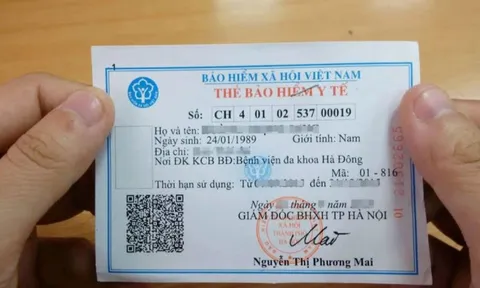 1
BẢO HIỂM XÃ HỘI VIỆT NAM
THẺ BẢO HIỂM Y TẾ
Số: CH 4 01 02 537 00019
Họ và tên:
Ngày sinh: 24/01/1989 Giới tính: Nam
Địa chỉ:
Nơi ĐK KCB BĐ: Bệnh viện đa khoa Hà Đông
Mã: 01 - 816
Thời hạn sử dụng: Từ đến
Ngày tháng năm
GIÁM ĐỐC BHXH TP HÀ NỘI
Nguyễn Thị Phương Mai